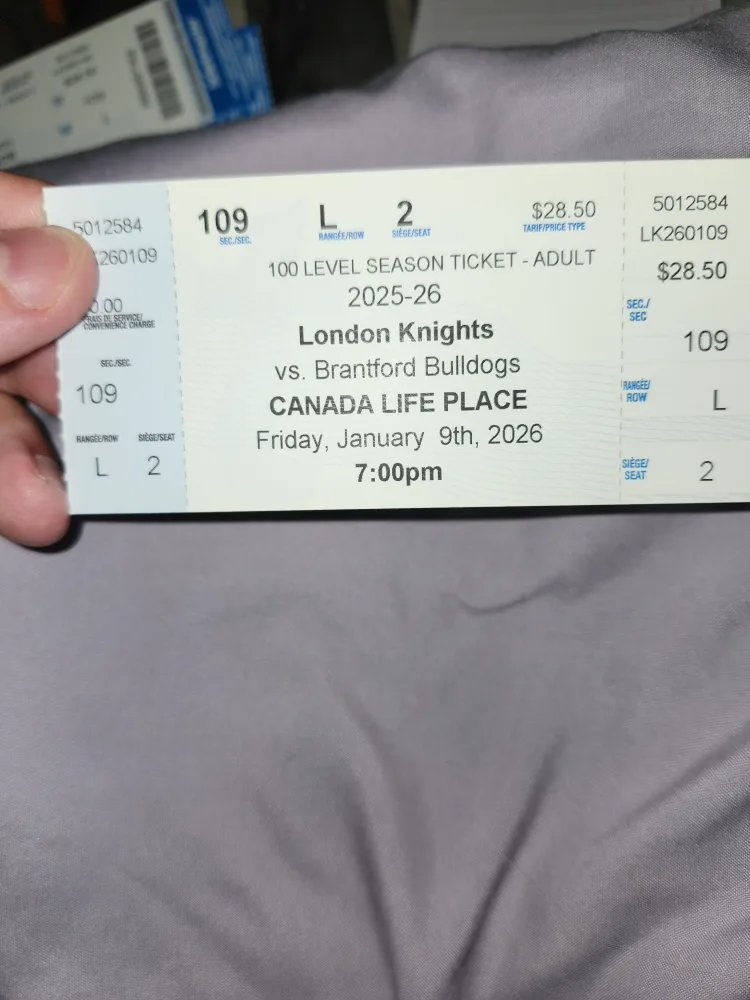 5012584
260109
0.00
FRAIS DE SERVICE/
CONVENIENCE CHARGE
SEC./SEC.
109
RANGÉE/ROW SIÈGE/SEAT
L 2
109 L 2 $28.50
SEC./SEC. RANGÉE/ROW SIÈGE/SEAT TARIF/PRICE TYPE
100 LEVEL SEASON TICKET - ADULT
2025-26
London Knights
vs. Brantford Bulldogs
CANADA LIFE PLACE
Friday, January 9th, 2026
7:00pm
5012584
LK260109
$28.50
SEC./
SEC
109
RANGÉE/
ROW
L
SIÈGE/
SEAT
2